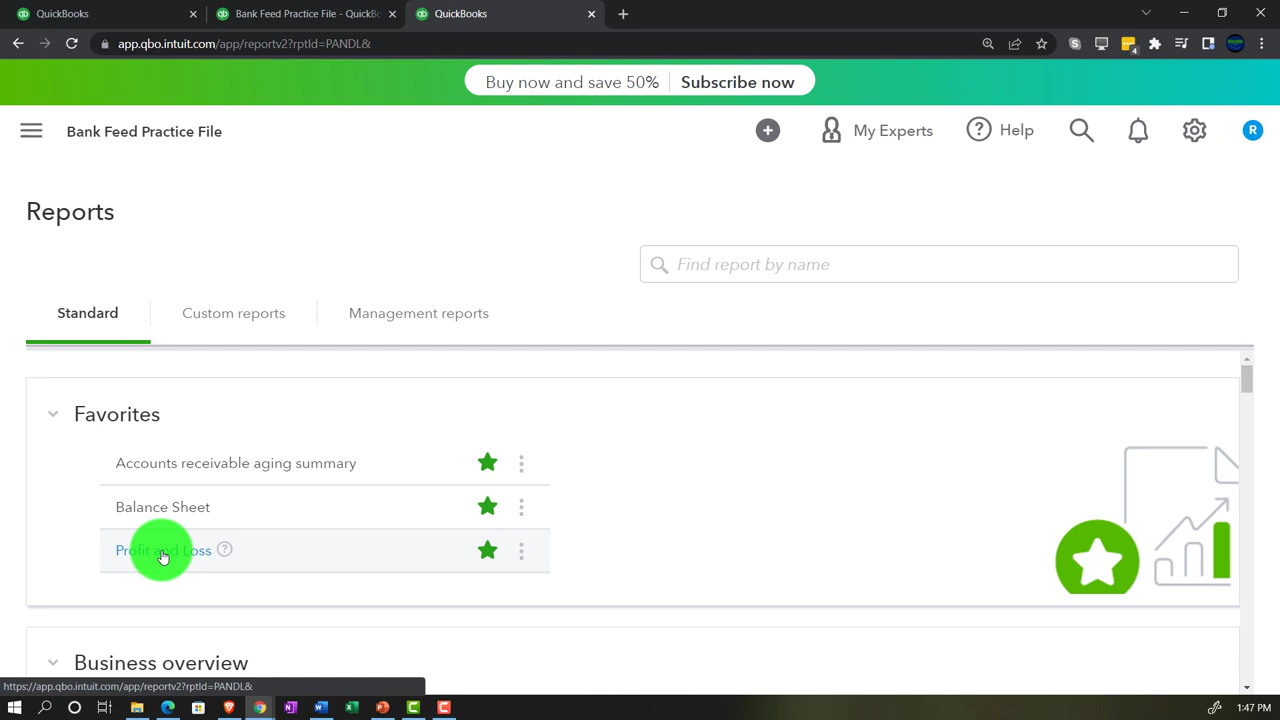 QuickBooks
Bank Feed Practice File - QuickBo
QuickBooks
app.qbo.intuit.com/app/reportv2?rptId=PANDL&
4
Buy now and save 50% Subscribe now
Bank Feed Practice File
My Experts
Help
R
Reports
Find report by name
Standard
Custom reports
Management reports
Favorites
Accounts receivable aging summary
Balance Sheet
Profit and Loss
Business overview
https://app.qbo.intuit.com/app/reportv2?rptId=PANDL&
1:47 PM